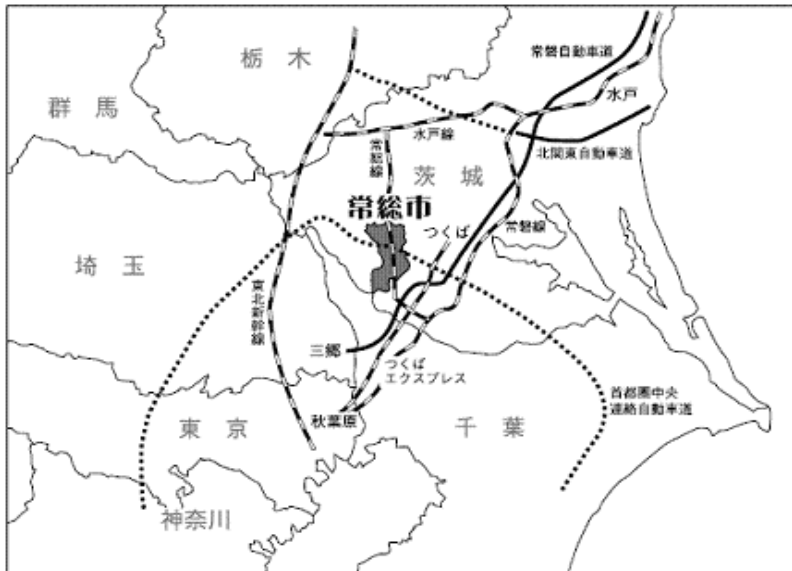 常磐自動車道
栃木
群馬
水戸
水戸線
北関東自動車道
常総線
茨城
常総市
つくば
常磐線
埼玉
東北新幹線
三郷
つくば
エクスプレス
首都圏中央
連絡自動車道
秋葉原
東京
千葉
神奈川